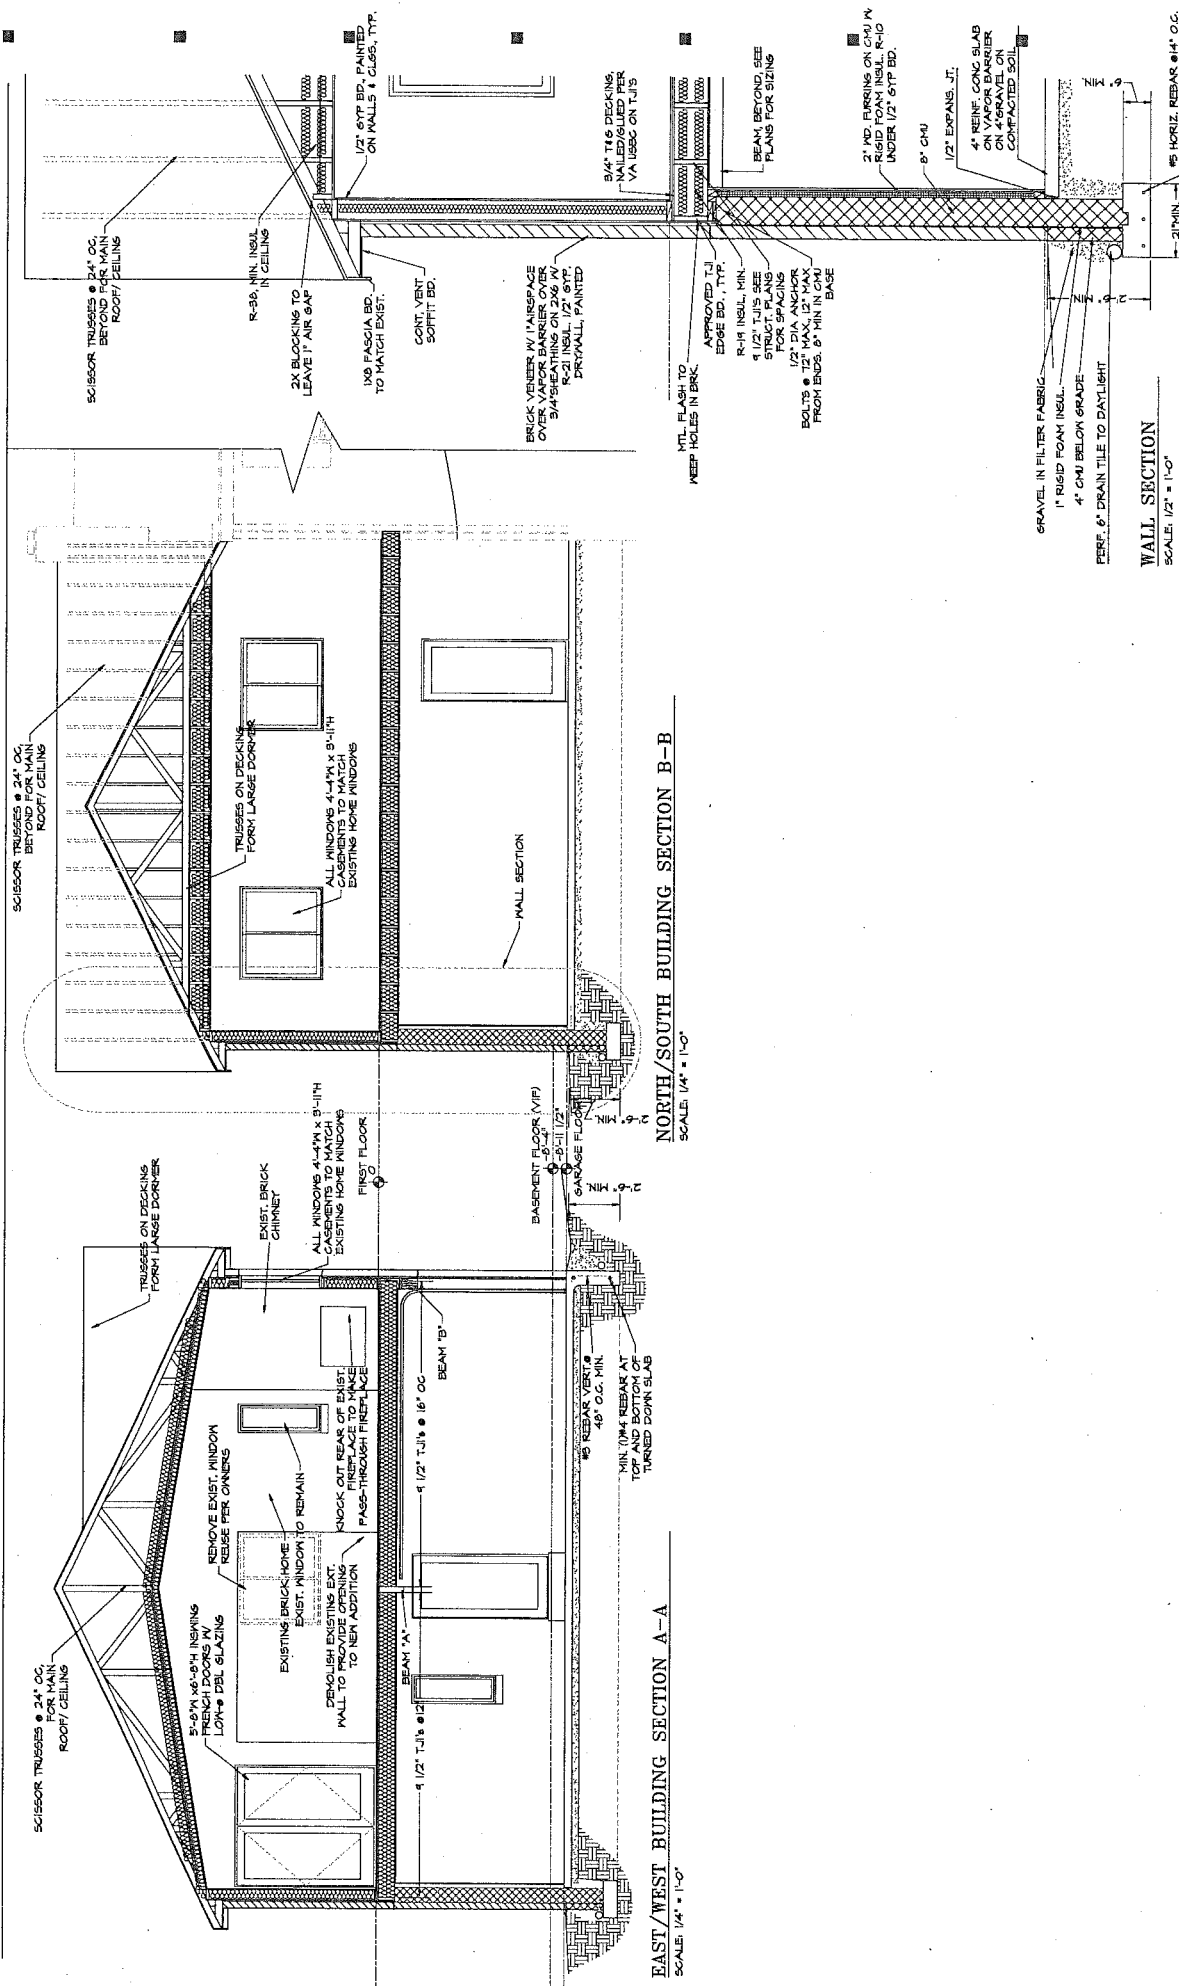 SCISSOR TRUSSES @ 24" OC,
FOR MAIN
ROOF/ CEILING
TRUSSES ON DECKING
FORM LARGE DORMER
5'-8"W x6'-8"H INSWING
FRENCH DOORS W/
LOW-e DBL GLAZING
REMOVE EXIST. WINDOW
REUSE PER OWNERS
EXISTING BRICK HOME
EXIST. WINDOW TO REMAIN
DEMOLISH EXISTING EXT.
WALL TO PROVIDE OPENING
TO NEW ADDITION
KNOCK OUT REAR OF EXIST.
FIREPLACE TO MAKE
PASS-THROUGH FIREPLACE
EXIST. BRICK
CHIMNEY
ALL WINDOWS 4'-4"W x 3'-11"H
CASEMENTS TO MATCH
EXISTING HOME WINDOWS
FIRST FLOOR
0
9 1/2" TJI's @12"
BEAM "A"
9 1/2" TJI's @ 16" OC
BEAM "B"
BASEMENT FLOOR (VIF)
-8'-4"
-8'-11 1/2"
GARAGE FLOOR
2'-6" MIN.
#5 REBAR VERT.@
48" O.C. MIN.
#4 REBAR AT
TOP AND BOTTOM OF
TURNED DOWN SLAB
EAST/WEST BUILDING SECTION A-A
SCALE: 1/4" = 1'-0"
SCISSOR TRUSSES @ 24" OC,
BEYOND FOR MAIN
ROOF/ CEILING
TRUSSES ON DECKING
FORM LARGE DORMER
ALL WINDOWS 4'-4"W x 3'-11"H
CASEMENTS TO MATCH
EXISTING HOME WINDOWS
WALL SECTION
2'-6" MIN.
NORTH/SOUTH BUILDING SECTION B-B
SCALE: 1/4" = 1'-0"
SCISSOR TRUSSES @ 24" OC,
BEYOND FOR MAIN
ROOF/ CEILING
R-38, MIN. INSUL
IN CEILING
2X BLOCKING TO
LEAVE 1" AIR GAP
1X8 FASCIA BD.
TO MATCH EXIST.
CONT. VENT
SOFFIT BD.
1/2" GYP BD., PAINTED
ON WALLS & CLGS., TYP.
BRICK VENEER W/ 1"AIRSPACE
OVER VAPOR BARRIER OVER
3/4"SHEATHING ON 2X6 W/
R-21 INSUL. 1/2" GYP.
DRYWALL, PAINTED
3/4" T&G DECKING,
NAILED/GLUED PER
VA USBC ON TJI'S
MTL. FLASH TO
WEEP HOLES IN BRK.
APPROVED TJI
EDGE BD., TYP.
R-19 INSUL, MIN.
9 1/2" TJI'S SEE
STRUCT. PLANS
FOR SPACING
1/2" DIA ANCHOR
BOLTS @ 72" MAX, 12" MAX
FROM ENDS. 8" MIN IN CMU
BASE
BEAM, BEYOND, SEE
PLANS FOR SIZING
2" WD. FURRING ON CMU W/
RIGID FOAM INSUL. R-10
UNDER 1/2" GYP BD.
8" CMU
1/2" EXPANS. JT.
4" REINF. CONC SLAB
ON VAPOR BARRIER
ON 4"GRAVEL ON
COMPACTED SOIL
GRAVEL IN FILTER FABRIC
1" RIGID FOAM INSUL.
4" CMU BELOW GRADE
PERF. 6" DRAIN TILE TO DAYLIGHT
2'-6" MIN.
6" MIN.
21"MIN.
#5 HORIZ. REBAR @14" O.C.
WALL SECTION
SCALE: 1/2" = 1'-0"